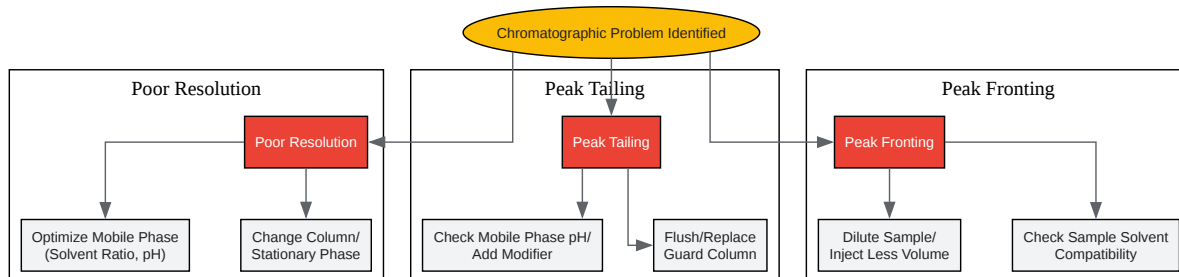 Chromatographic Problem Identified
Poor Resolution
Peak Tailing
Peak Fronting
Poor Resolution
Peak Tailing
Peak Fronting
Optimize Mobile Phase
(Solvent Ratio, pH)
Change Column/
Stationary Phase
Check Mobile Phase pH/
Add Modifier
Flush/Replace
Guard Column
Dilute Sample/
Inject Less Volume
Check Sample Solvent
Compatibility